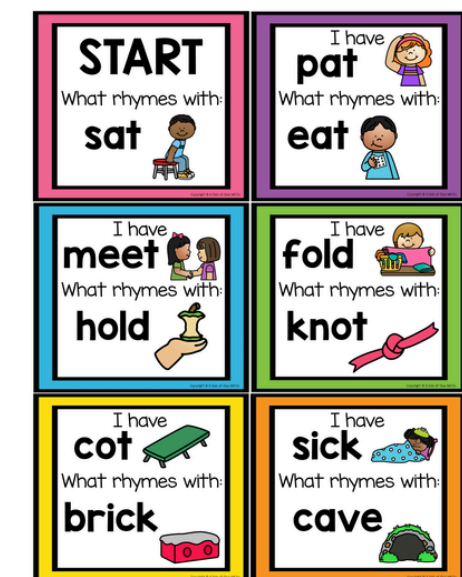 START
What rhymes with:
sat
I have
pat
What rhymes with:
eat
I have
meet
What rhymes with:
hold
I have
fold
What rhymes with:
knot
I have
cot
What rhymes with:
brick
I have
sick
What rhymes with:
cave